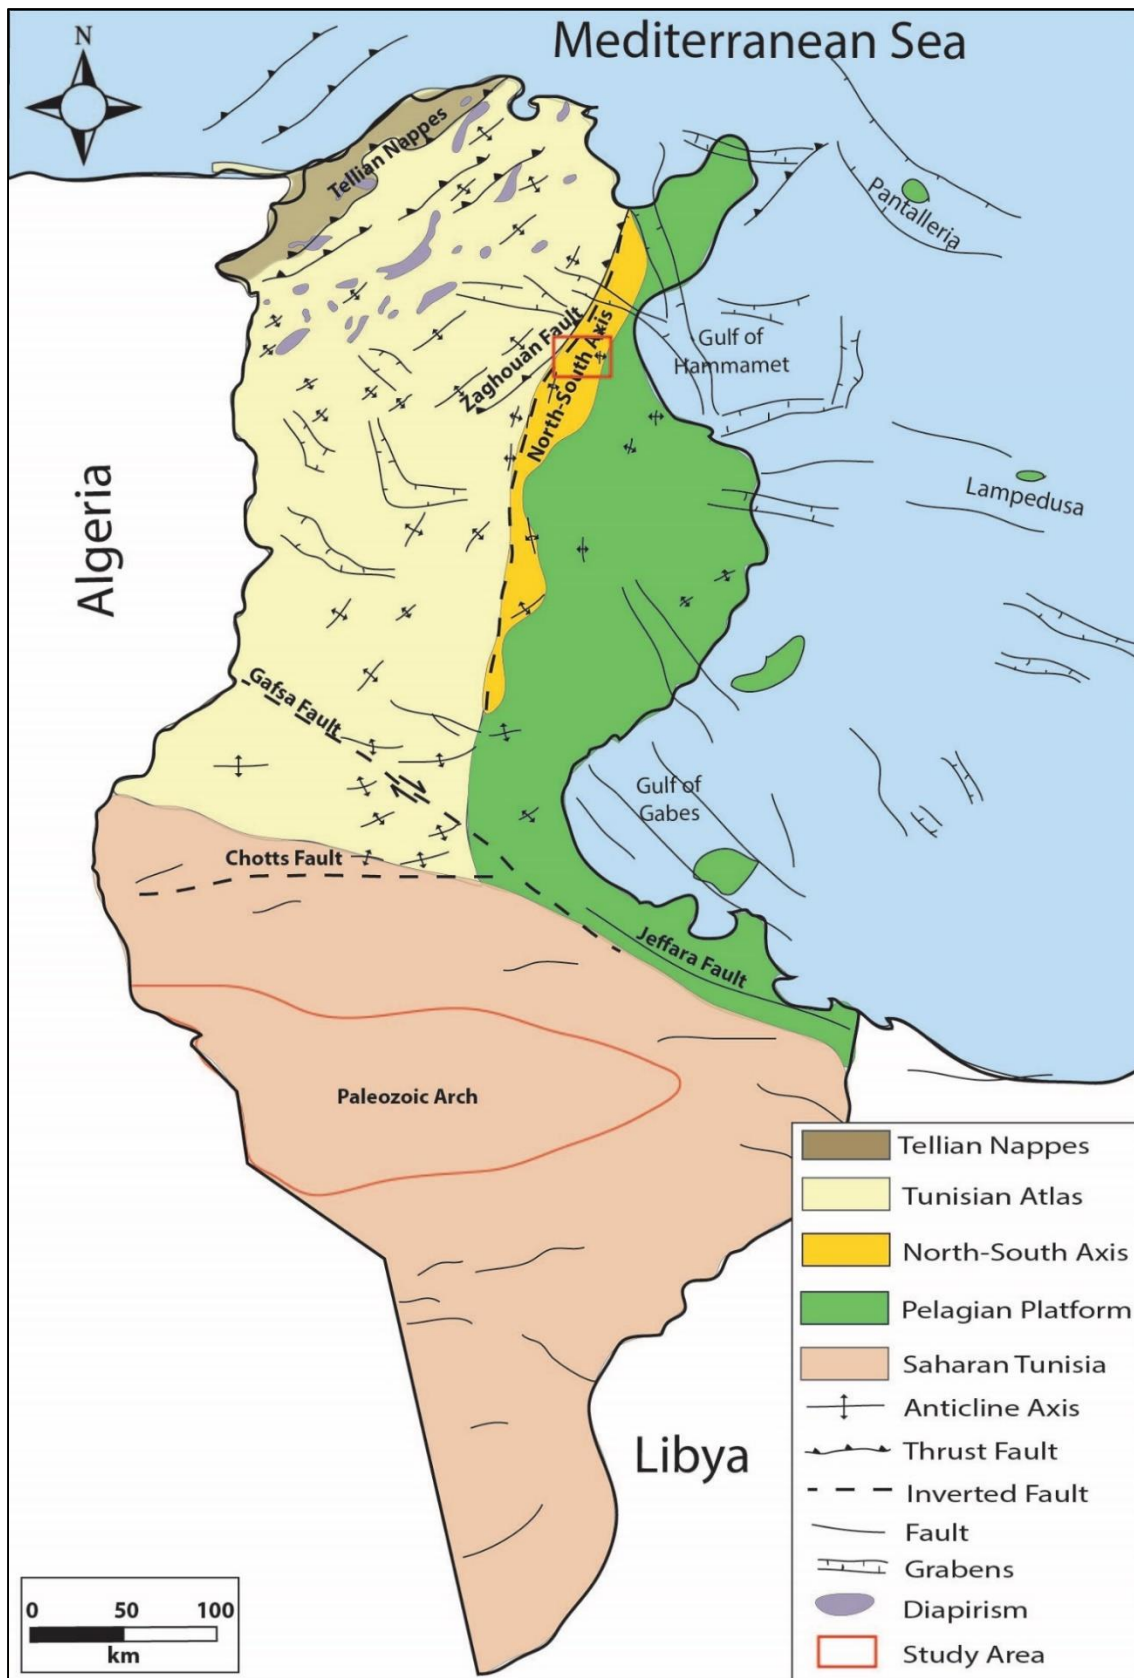 Mediterranean Sea
N
Tellian Nappes
Pantalleria
Zaghouan Fault
North-South Axis
Gulf of
Hammamet
Lampedusa
Algeria
Gafsa Fault
Gulf of
Gabes
Chotts Fault
Jeffara Fault
Paleozoic Arch
Libya
Tellian Nappes
Tunisian Atlas
North-South Axis
Pelagian Platform
Saharan Tunisia
Anticline Axis
Thrust Fault
Inverted Fault
Fault
Grabens
Diapirism
Study Area
0 50 100
km